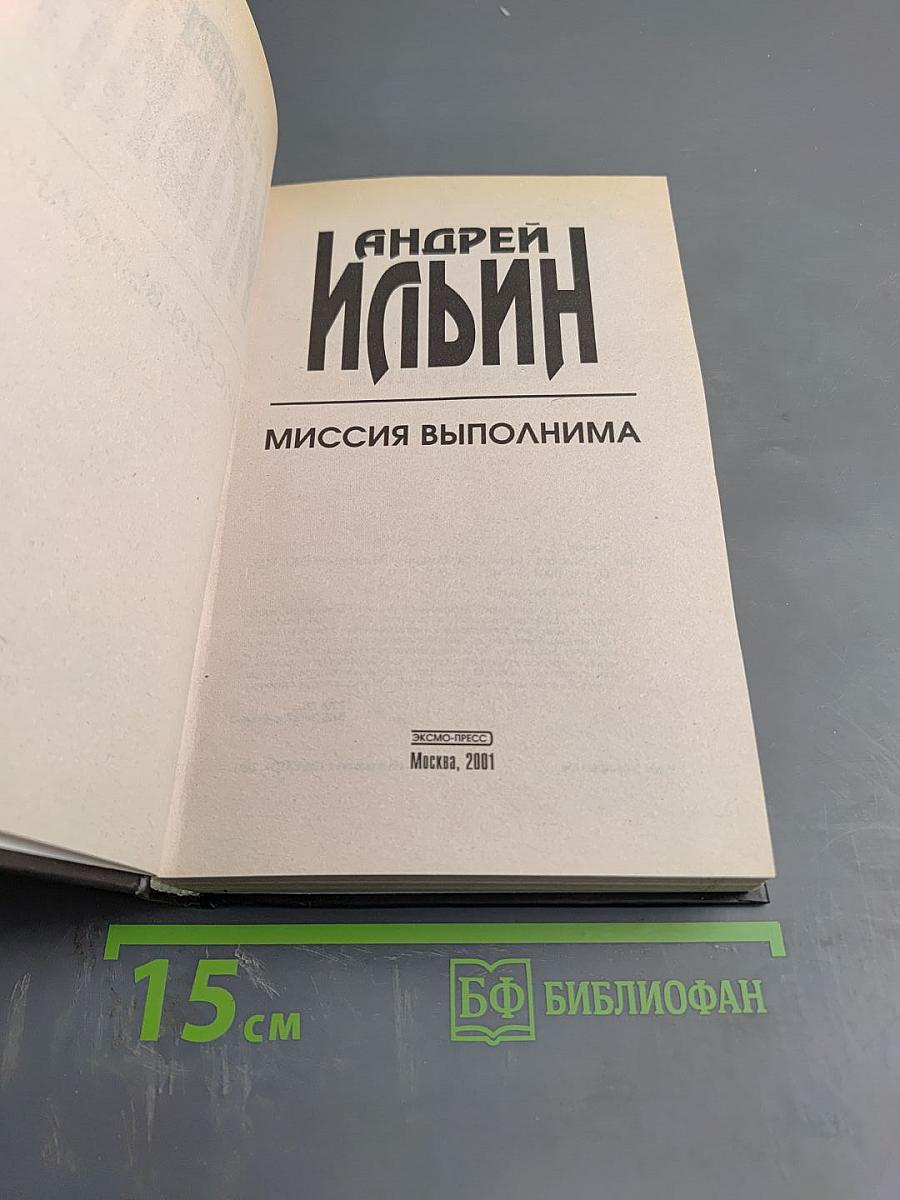 АНДРЕЙ
ИЛЬИН
МИССИЯ ВЫПОЛНИМА
ЭКСМО-ПРЕСС
Москва, 2001
15 см
БФ БИБЛИОФАН